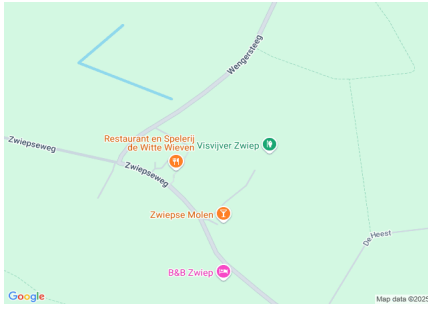 Wengersteeg
Zwiepseweg
Restaurant en Spelerij
de Witte Wieven
Visvijver Zwiep
Zwiepseweg
Zwiepse Molen
De Heest
B&B Zwiep
Google
Map data ©2025